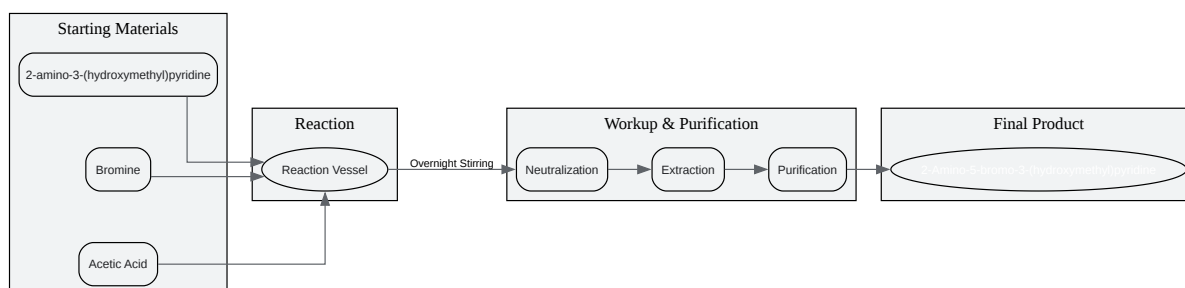 Starting Materials
2-amino-3-(hydroxymethyl)pyridine
Bromine
Acetic Acid
Reaction
Reaction Vessel
Overnight Stirring
Workup & Purification
Neutralization
Extraction
Purification
Final Product
2-Amino-5-bromo-3-(hydroxymethyl)pyridine